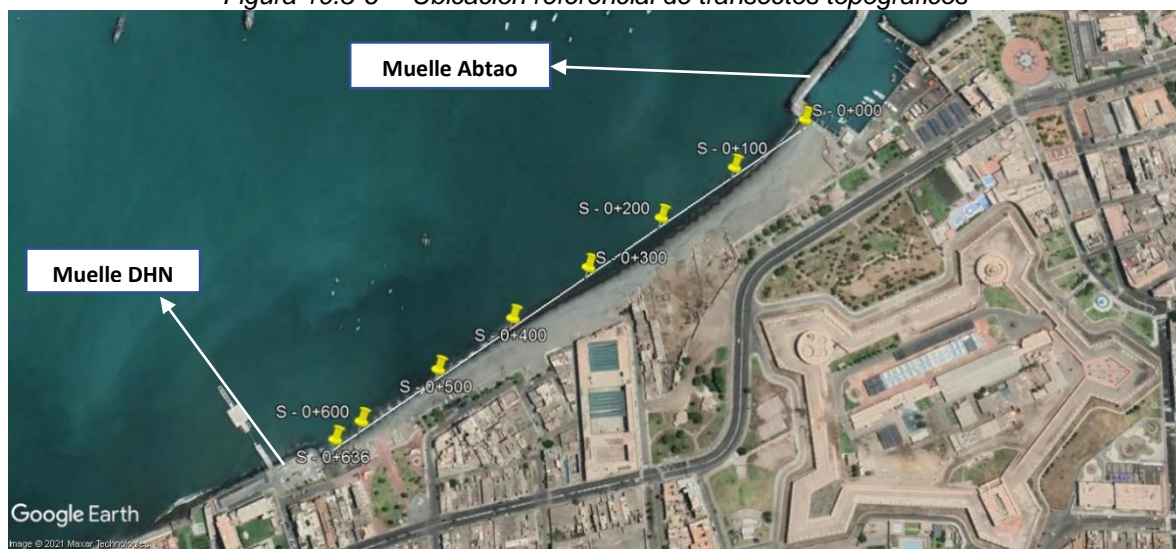 Figura 10.3-3 – Ubicación referencial de transectos topográficos
Muelle Abtao
S - 0+000
S - 0+100
S - 0+200
S - 0+300
Muelle DHN
S - 0+400
S - 0+500
S - 0+600
S - 0+636
Google Earth
Image © 2021 Maxar Technologies